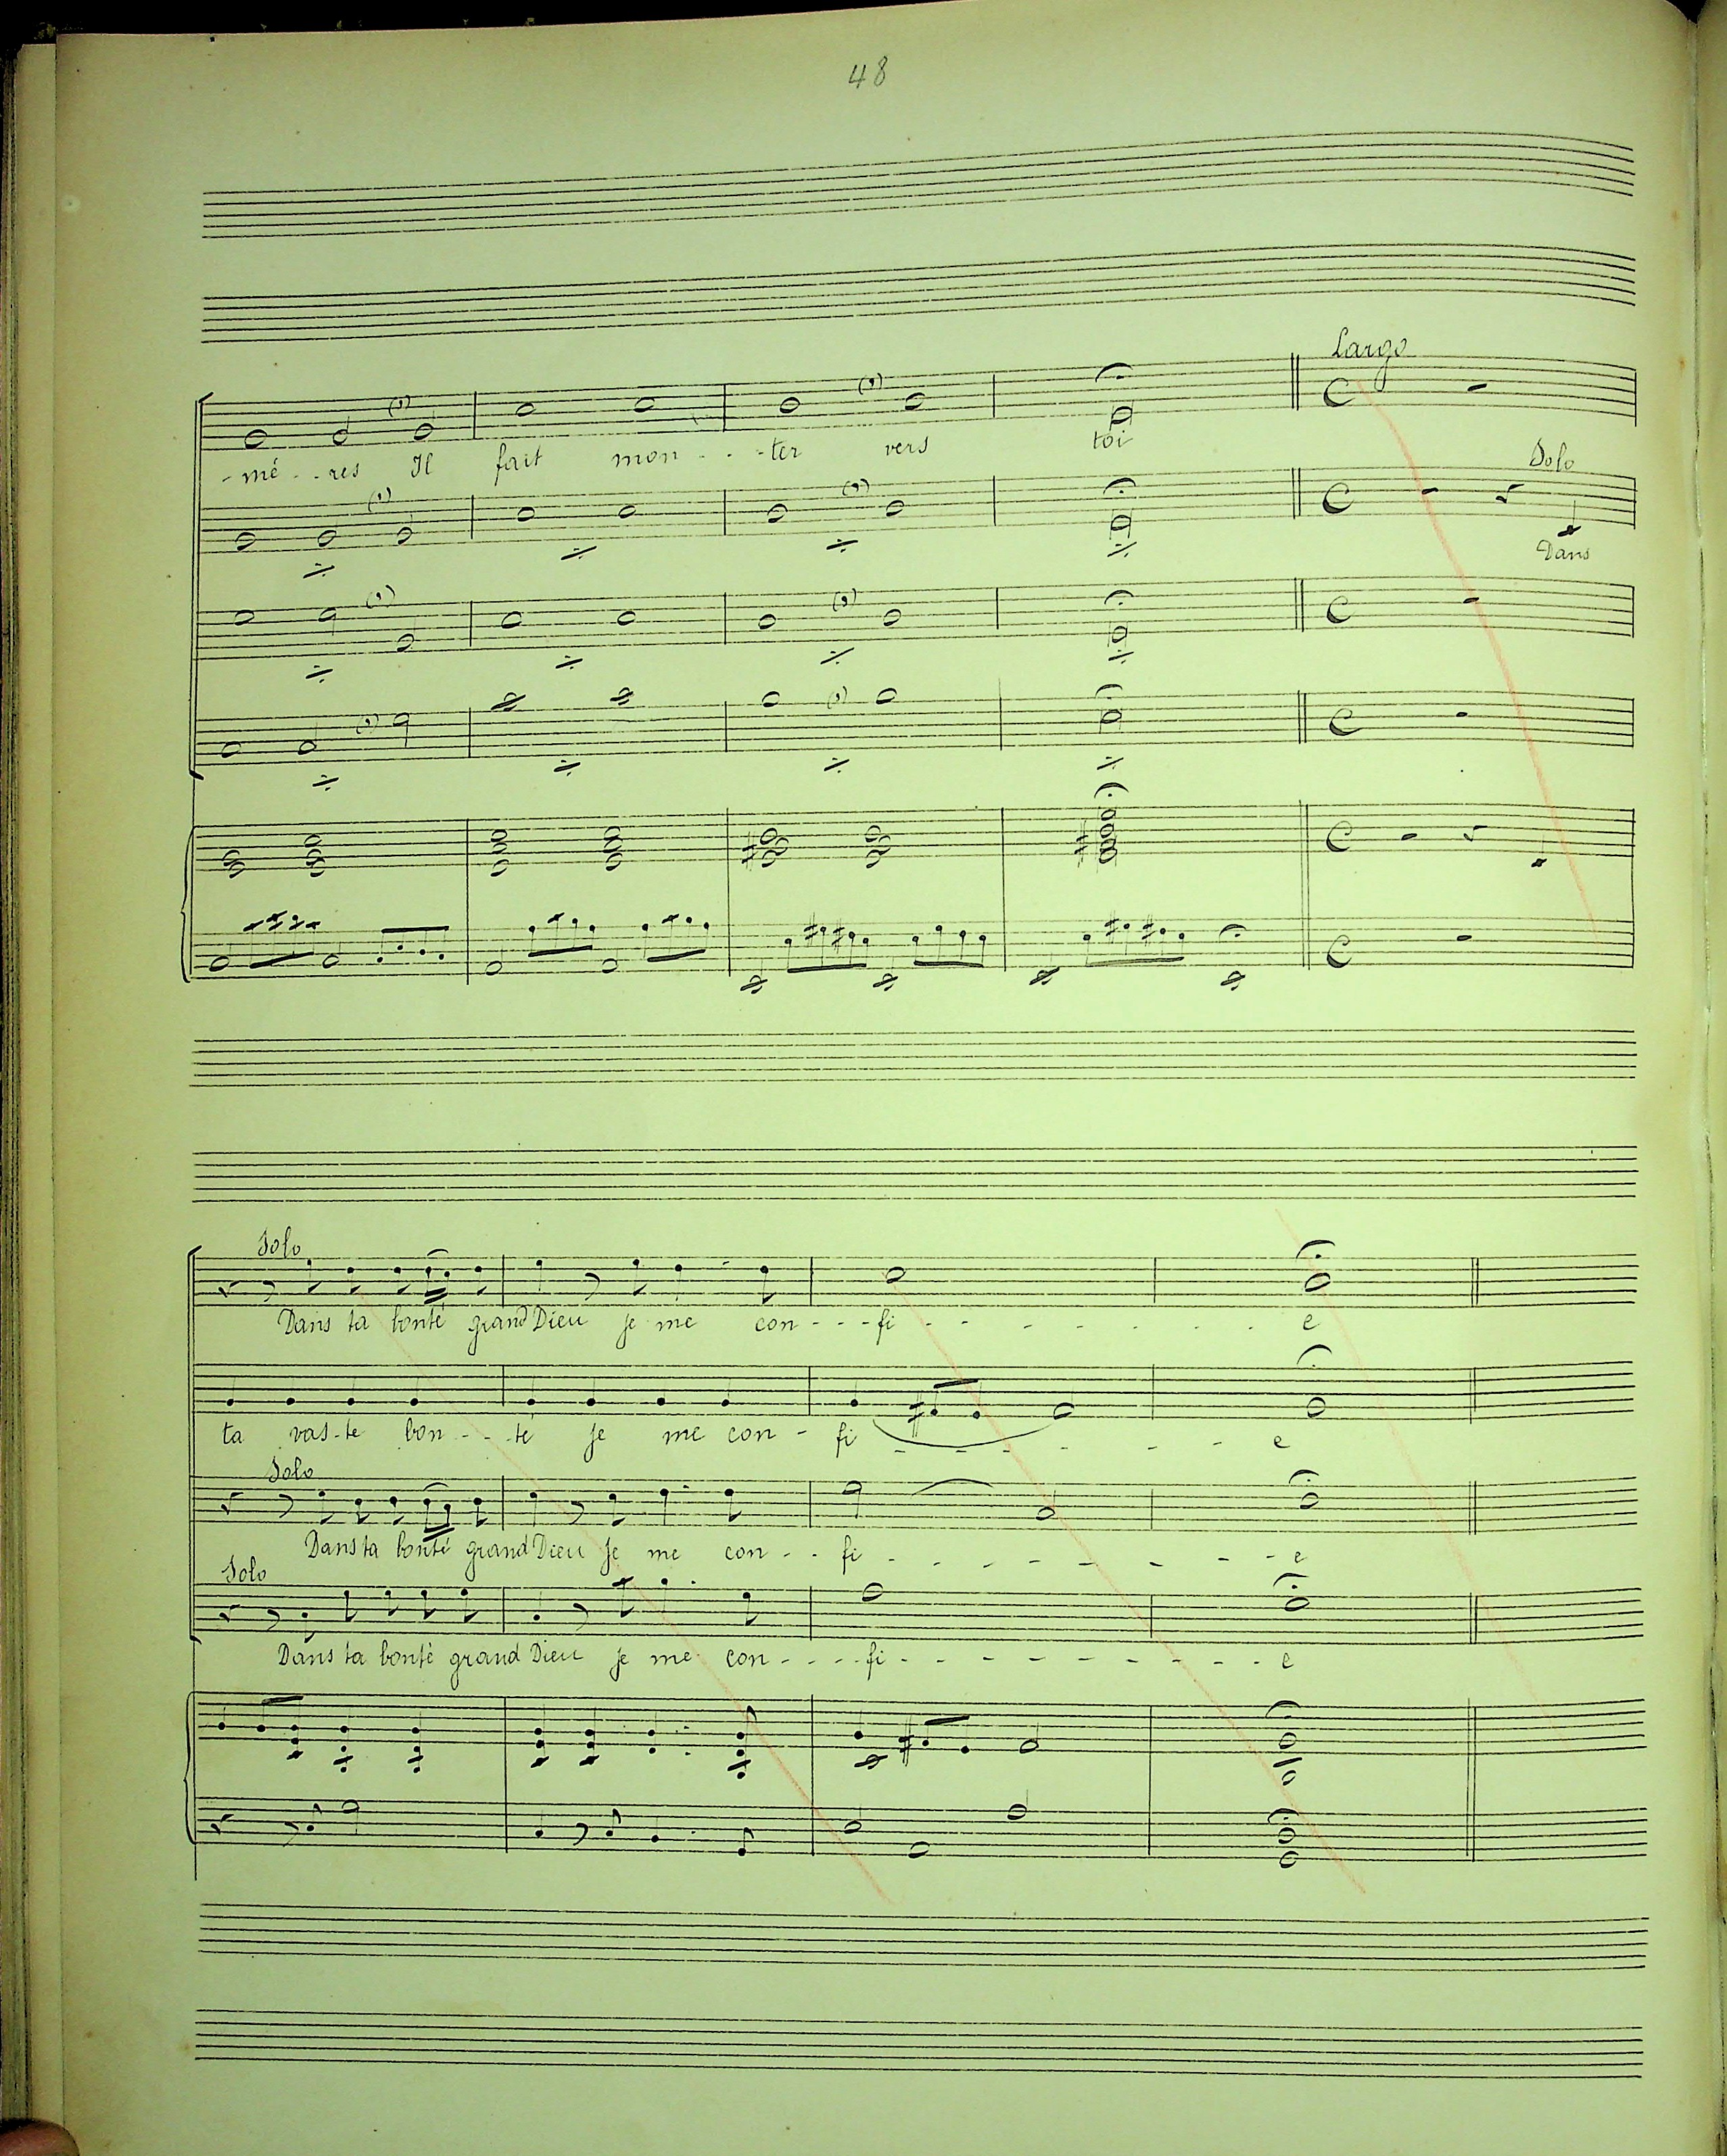 48
Largo
-mé - - res Il fait mon - - - ter vers toi
Solo
Dans
Solo
Dans ta bonté grand Dieu je me con - - - fi - - - - - - - e
ta vas-te bon - - - té je me con - fi - - - - - e
Solo
Dans ta bonté grand Dieu je me con - - fi - - - - - - - e
Solo
Dans ta bonté grand Dieu je me con - - - - fi - - - - - - - - - e